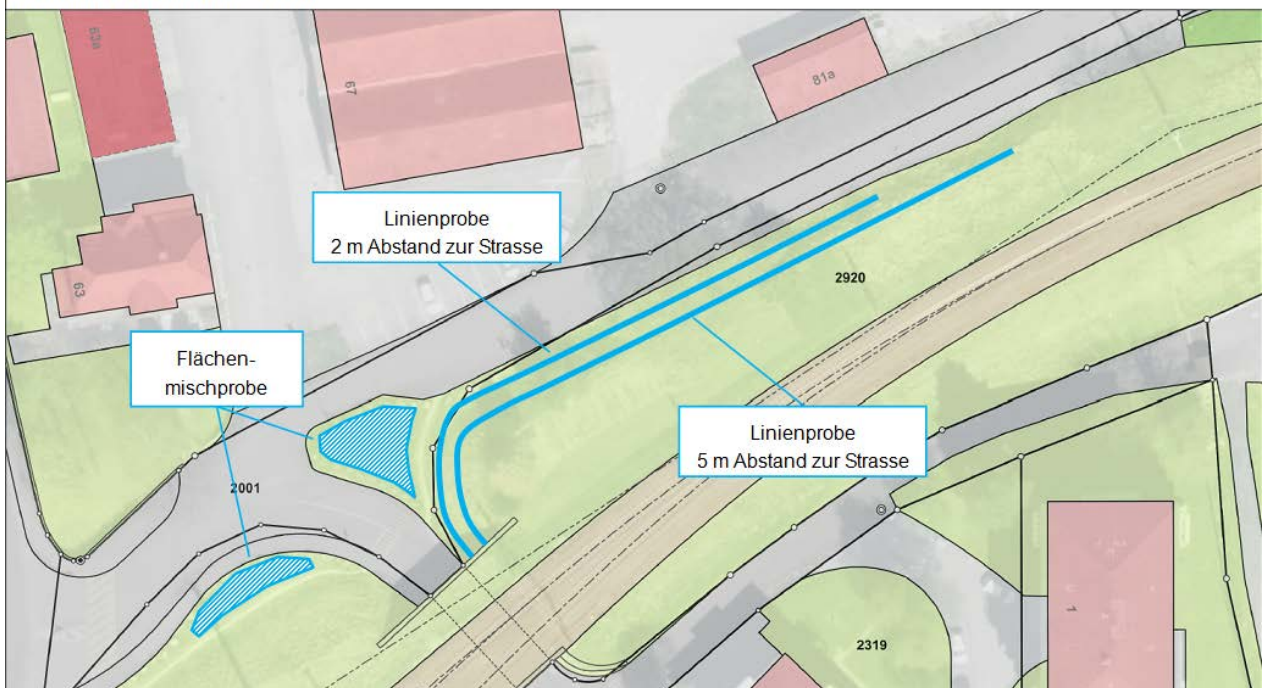 63a
67
81a
Linienprobe
2 m Abstand zur Strasse
63
2920
Flächen-
mischprobe
Linienprobe
5 m Abstand zur Strasse
2001
1
2319